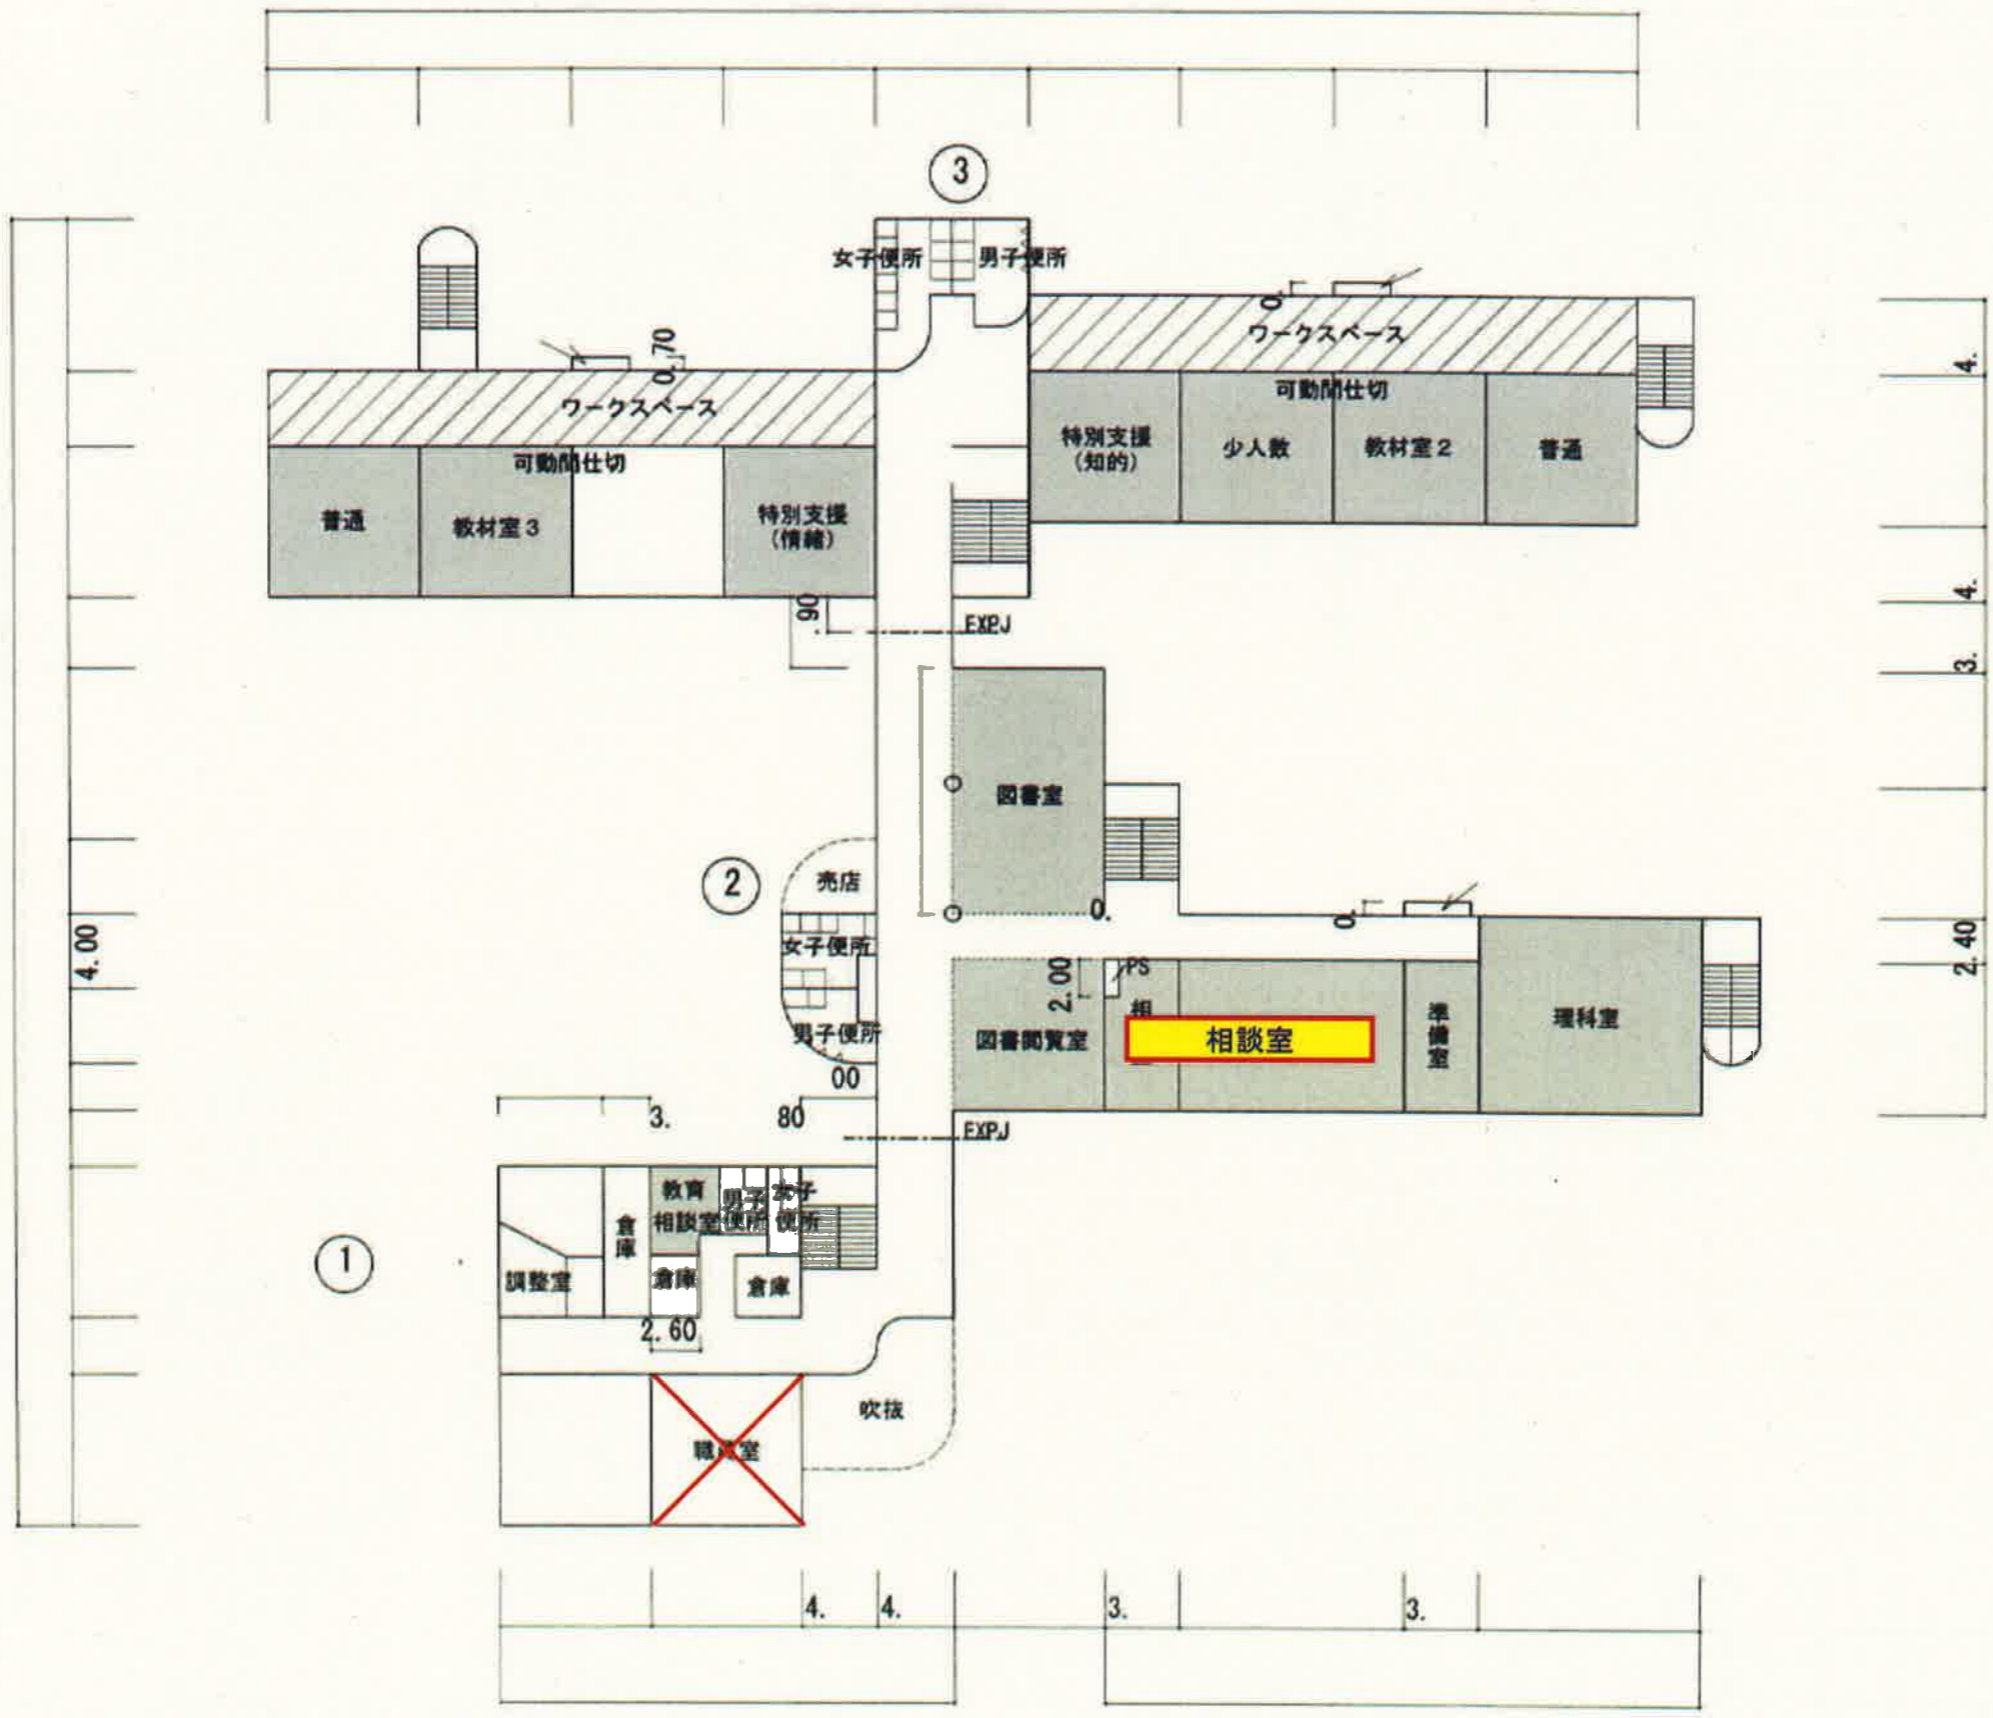 3
女子便所
男子便所
0.
ワークスペース
0.70
4.
可動間仕切
ワークスペース
特別支援
(知的)
少人数
教材室2
普通
可動間仕切
普通
教材室3
特別支援
(情緒)
90
EXPJ
4.
3.
図書室
2
売店
0.
0.
女子便所
4.00
2.40
PS
2.00
相
男子便所
図書閲覧室
相談室
準備室
理科室
00
3.
80
EXPJ
教育
相談室
男子
便所
女子
便所
倉庫
1
調整室
倉庫
倉庫
2.60
吹抜
4.
4.
3.
3.